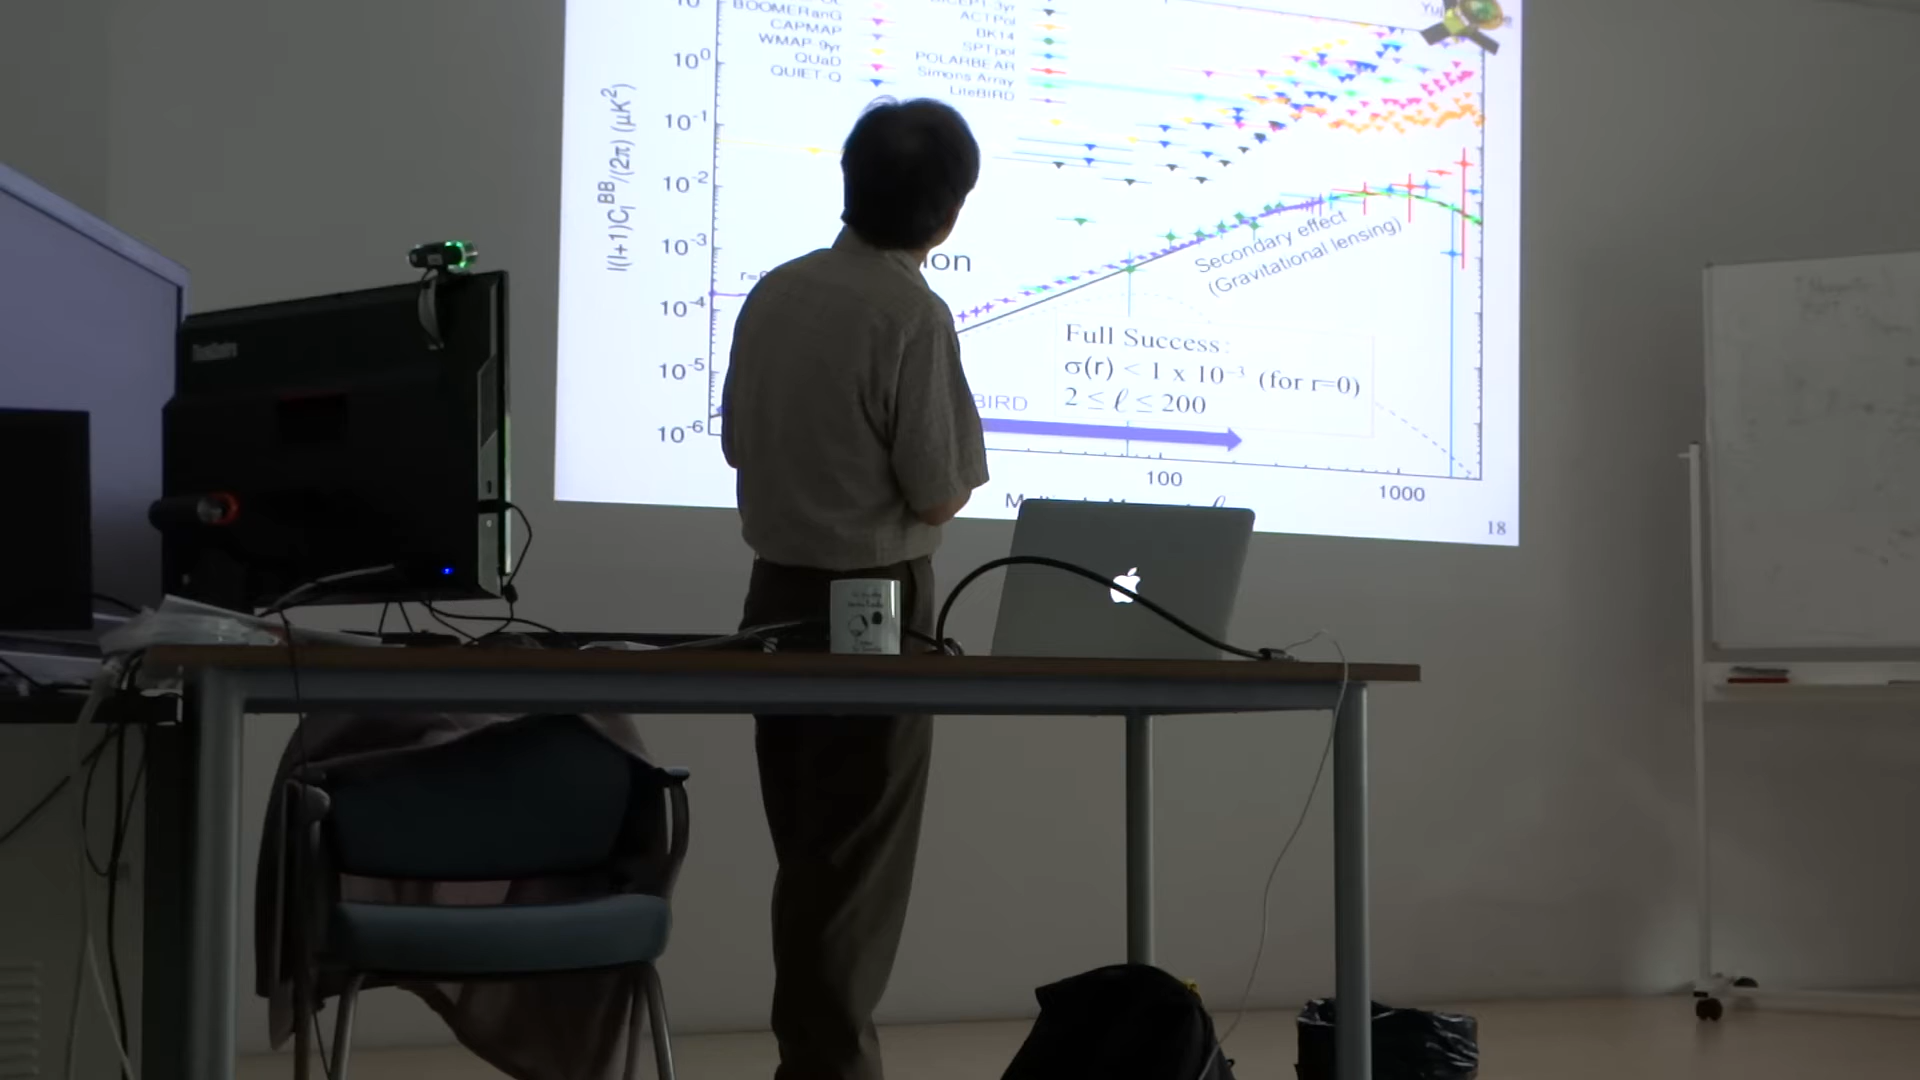 BOOMERanG
CAPMAP
WMAP-9yr
QUaD
QUIET-Q
ACTPol
BK14
SPTpol
POLARBEAR
Simons Array
LiteBIRD
10⁰
10⁻¹
10⁻²
10⁻³
10⁻⁴
10⁻⁵
10⁻⁶
l(l+1)C_l^BB/(2π) (μK²)
Secondary effect
(Gravitational lensing)
Full Success:
σ(r) < 1 x 10⁻³ (for r=0)
2 ≤ ℓ ≤ 200
100
1000
18